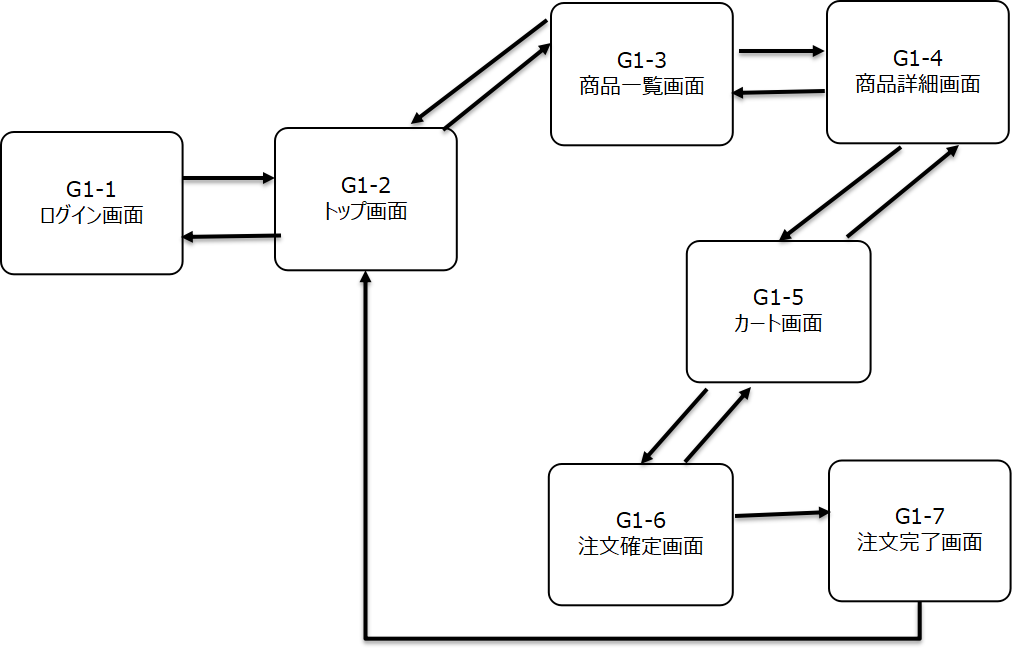 G1-1
ログイン画面
G1-2
トップ画面
G1-3
商品一覧画面
G1-4
商品詳細画面
G1-5
カート画面
G1-6
注文確定画面
G1-7
注文完了画面